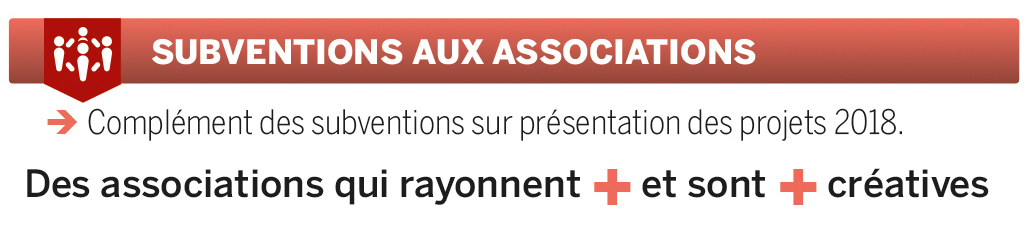 SUBVENTIONS AUX ASSOCIATIONS
→ Complément des subventions sur présentation des projets 2018.
Des associations qui rayonnent + et sont + créatives